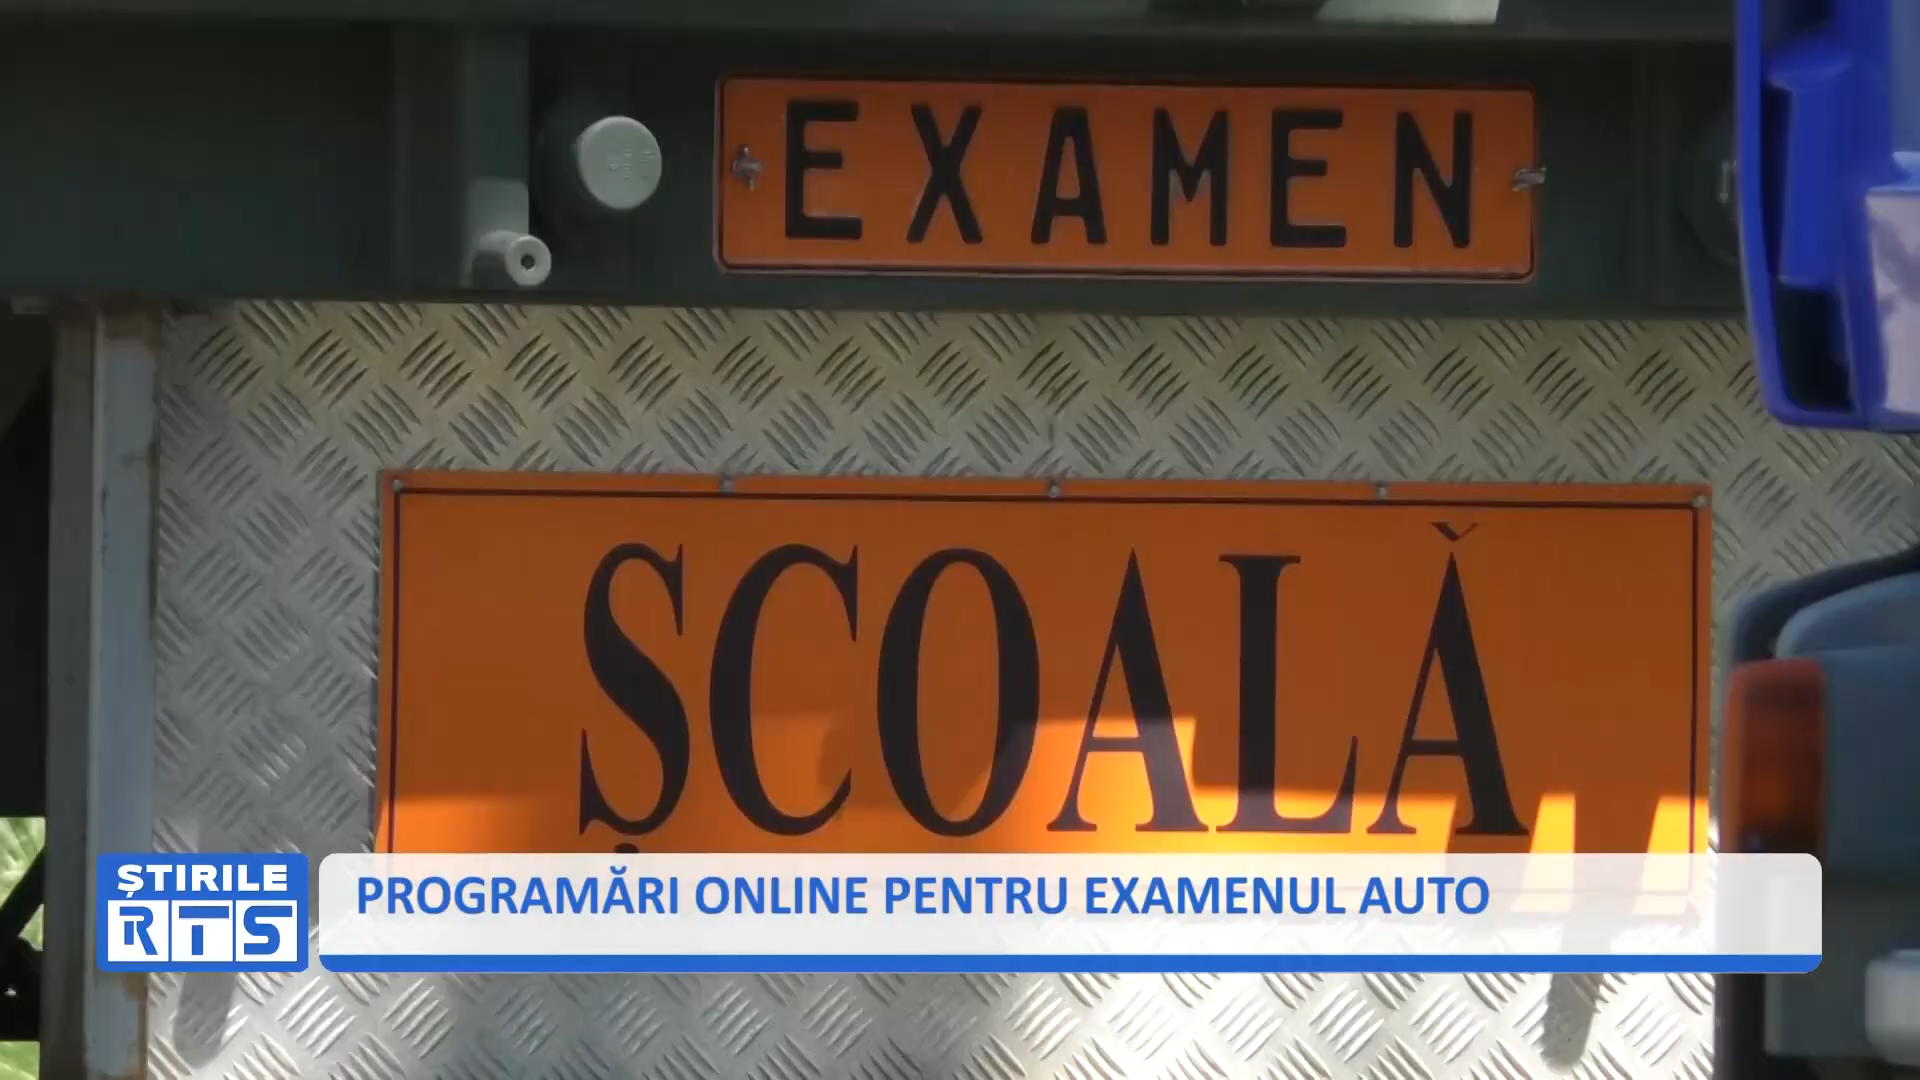 EXAMEN
ȘCOALĂ
ȘTIRILE
RTS
PROGRAMĂRI ONLINE PENTRU EXAMENUL AUTO